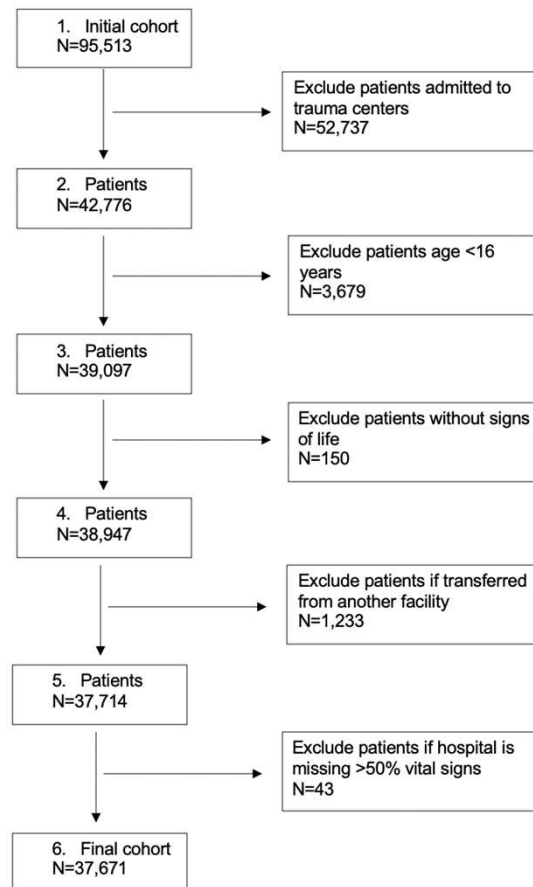 1. Initial cohort
N=95,513
Exclude patients admitted to
trauma centers
N=52,737
2. Patients
N=42,776
Exclude patients age <16
years
N=3,679
3. Patients
N=39,097
Exclude patients without signs
of life
N=150
4. Patients
N=38,947
Exclude patients if transferred
from another facility
N=1,233
5. Patients
N=37,714
Exclude patients if hospital is
missing >50% vital signs
N=43
6. Final cohort
N=37,671